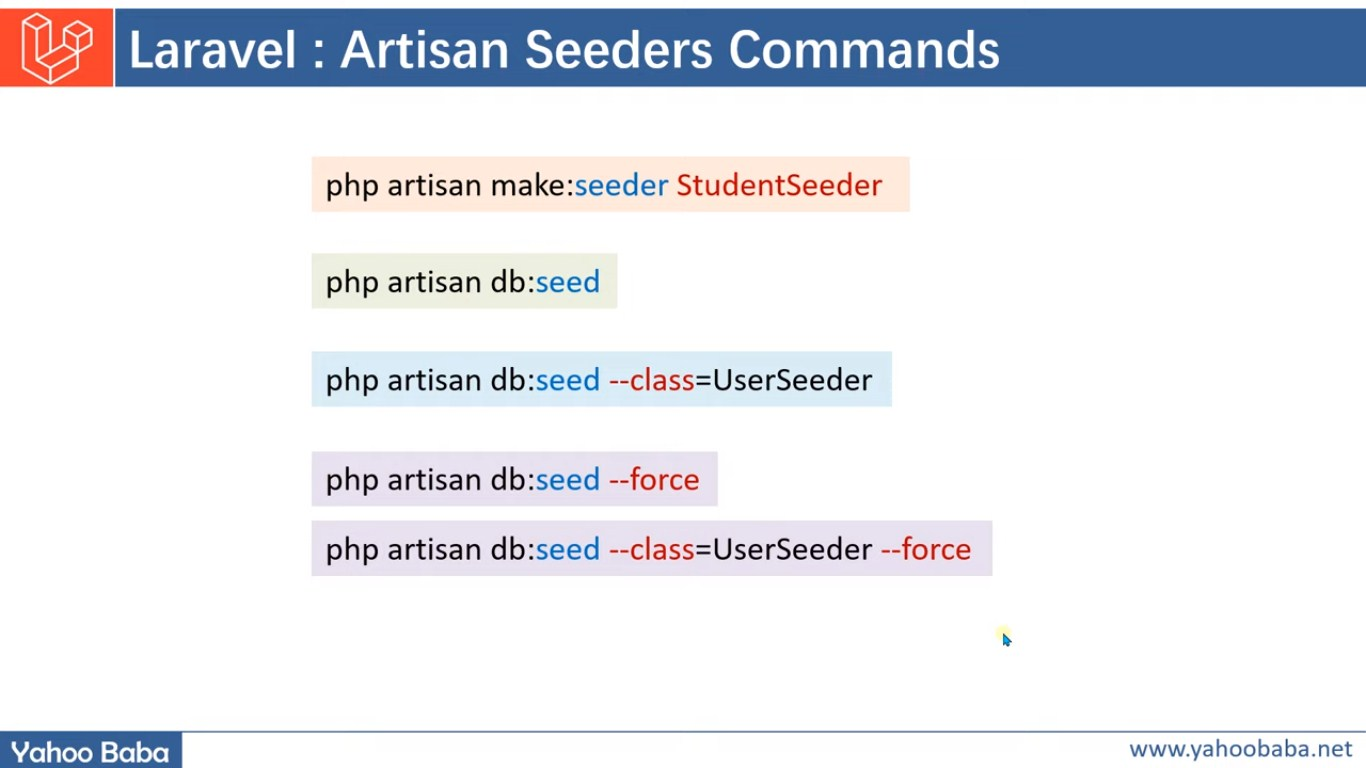 Laravel : Artisan Seeders Commands
php artisan make:seeder StudentSeeder
php artisan db:seed
php artisan db:seed --class=UserSeeder
php artisan db:seed --force
php artisan db:seed --class=UserSeeder --force
Yahoo Baba
www.yahoobaba.net